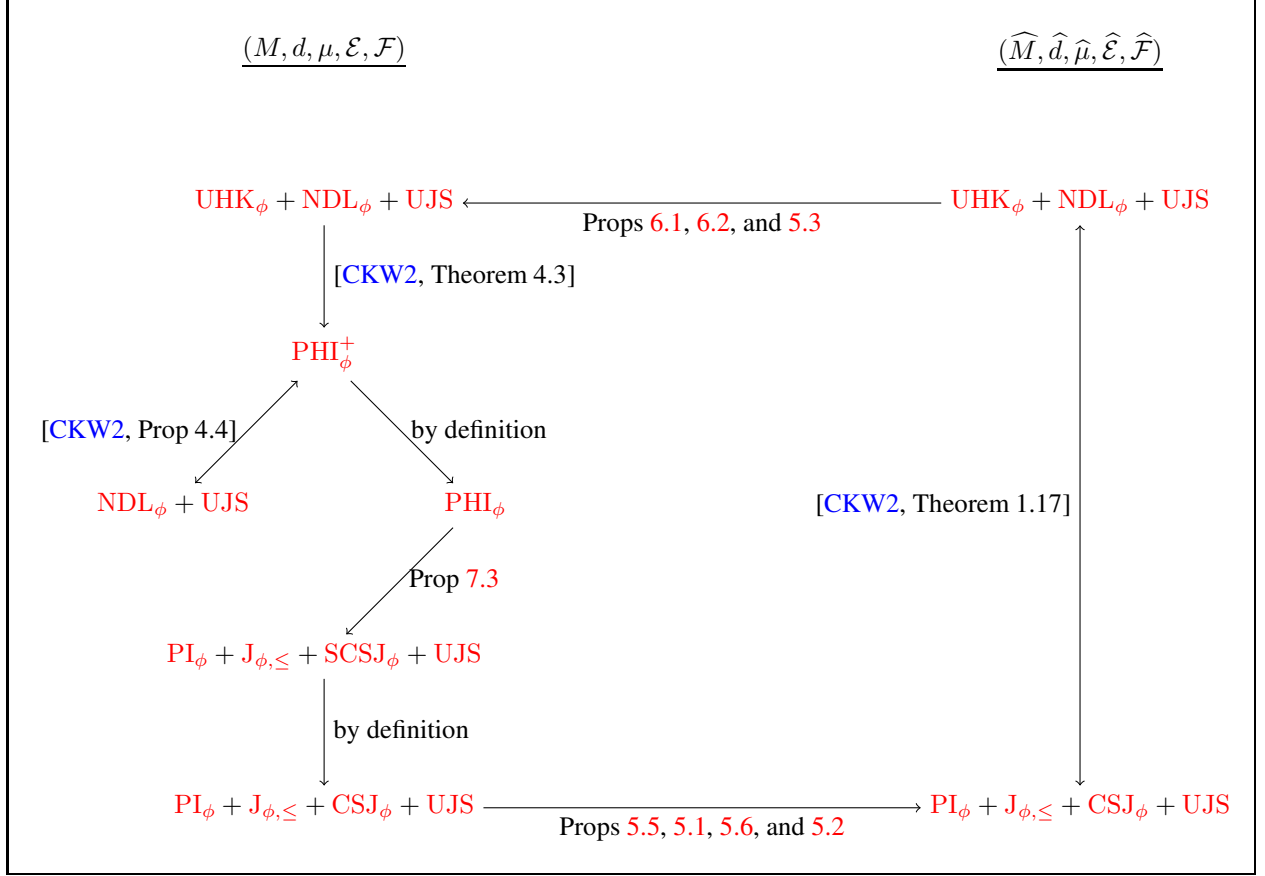 (M, d, μ, ℰ, ℱ) (M̂, d̂, μ̂, ℰ̂, ℱ̂)
UHK_ϕ + NDL_ϕ + UJS UHK_ϕ + NDL_ϕ + UJS
Props 6.1, 6.2, and 5.3
[CKW2, Theorem 4.3]
PHI_ϕ^+
[CKW2, Prop 4.4] by definition
NDL_ϕ + UJS PHI_ϕ [CKW2, Theorem 1.17]
Prop 7.3
PI_ϕ + J_{ϕ,≤} + SCSJ_ϕ + UJS
by definition
PI_ϕ + J_{ϕ,≤} + CSJ_ϕ + UJS PI_ϕ + J_{ϕ,≤} + CSJ_ϕ + UJS
Props 5.5, 5.1, 5.6, and 5.2